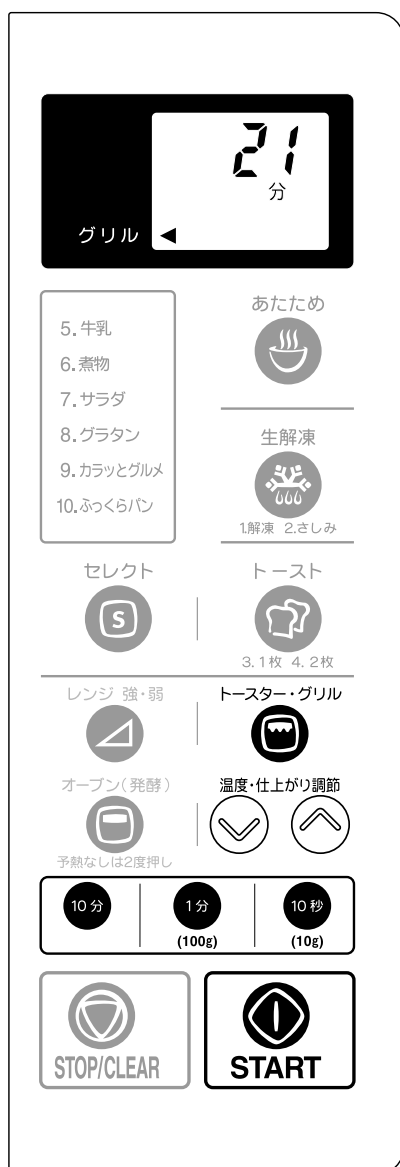 21
分
グリル
5.牛乳
6.煮物
7.サラダ
8.グラタン
9.カラッとグルメ
10.ふっくらパン
あたため
生解凍
1.解凍 2.さしみ
セレクト
S
トースト
3.1枚 4.2枚
レンジ 強・弱
トースター・グリル
オーブン(発酵)
予熱なしは2度押し
温度・仕上がり調節
10分
1分
(100g)
10秒
(10g)
STOP/CLEAR
START